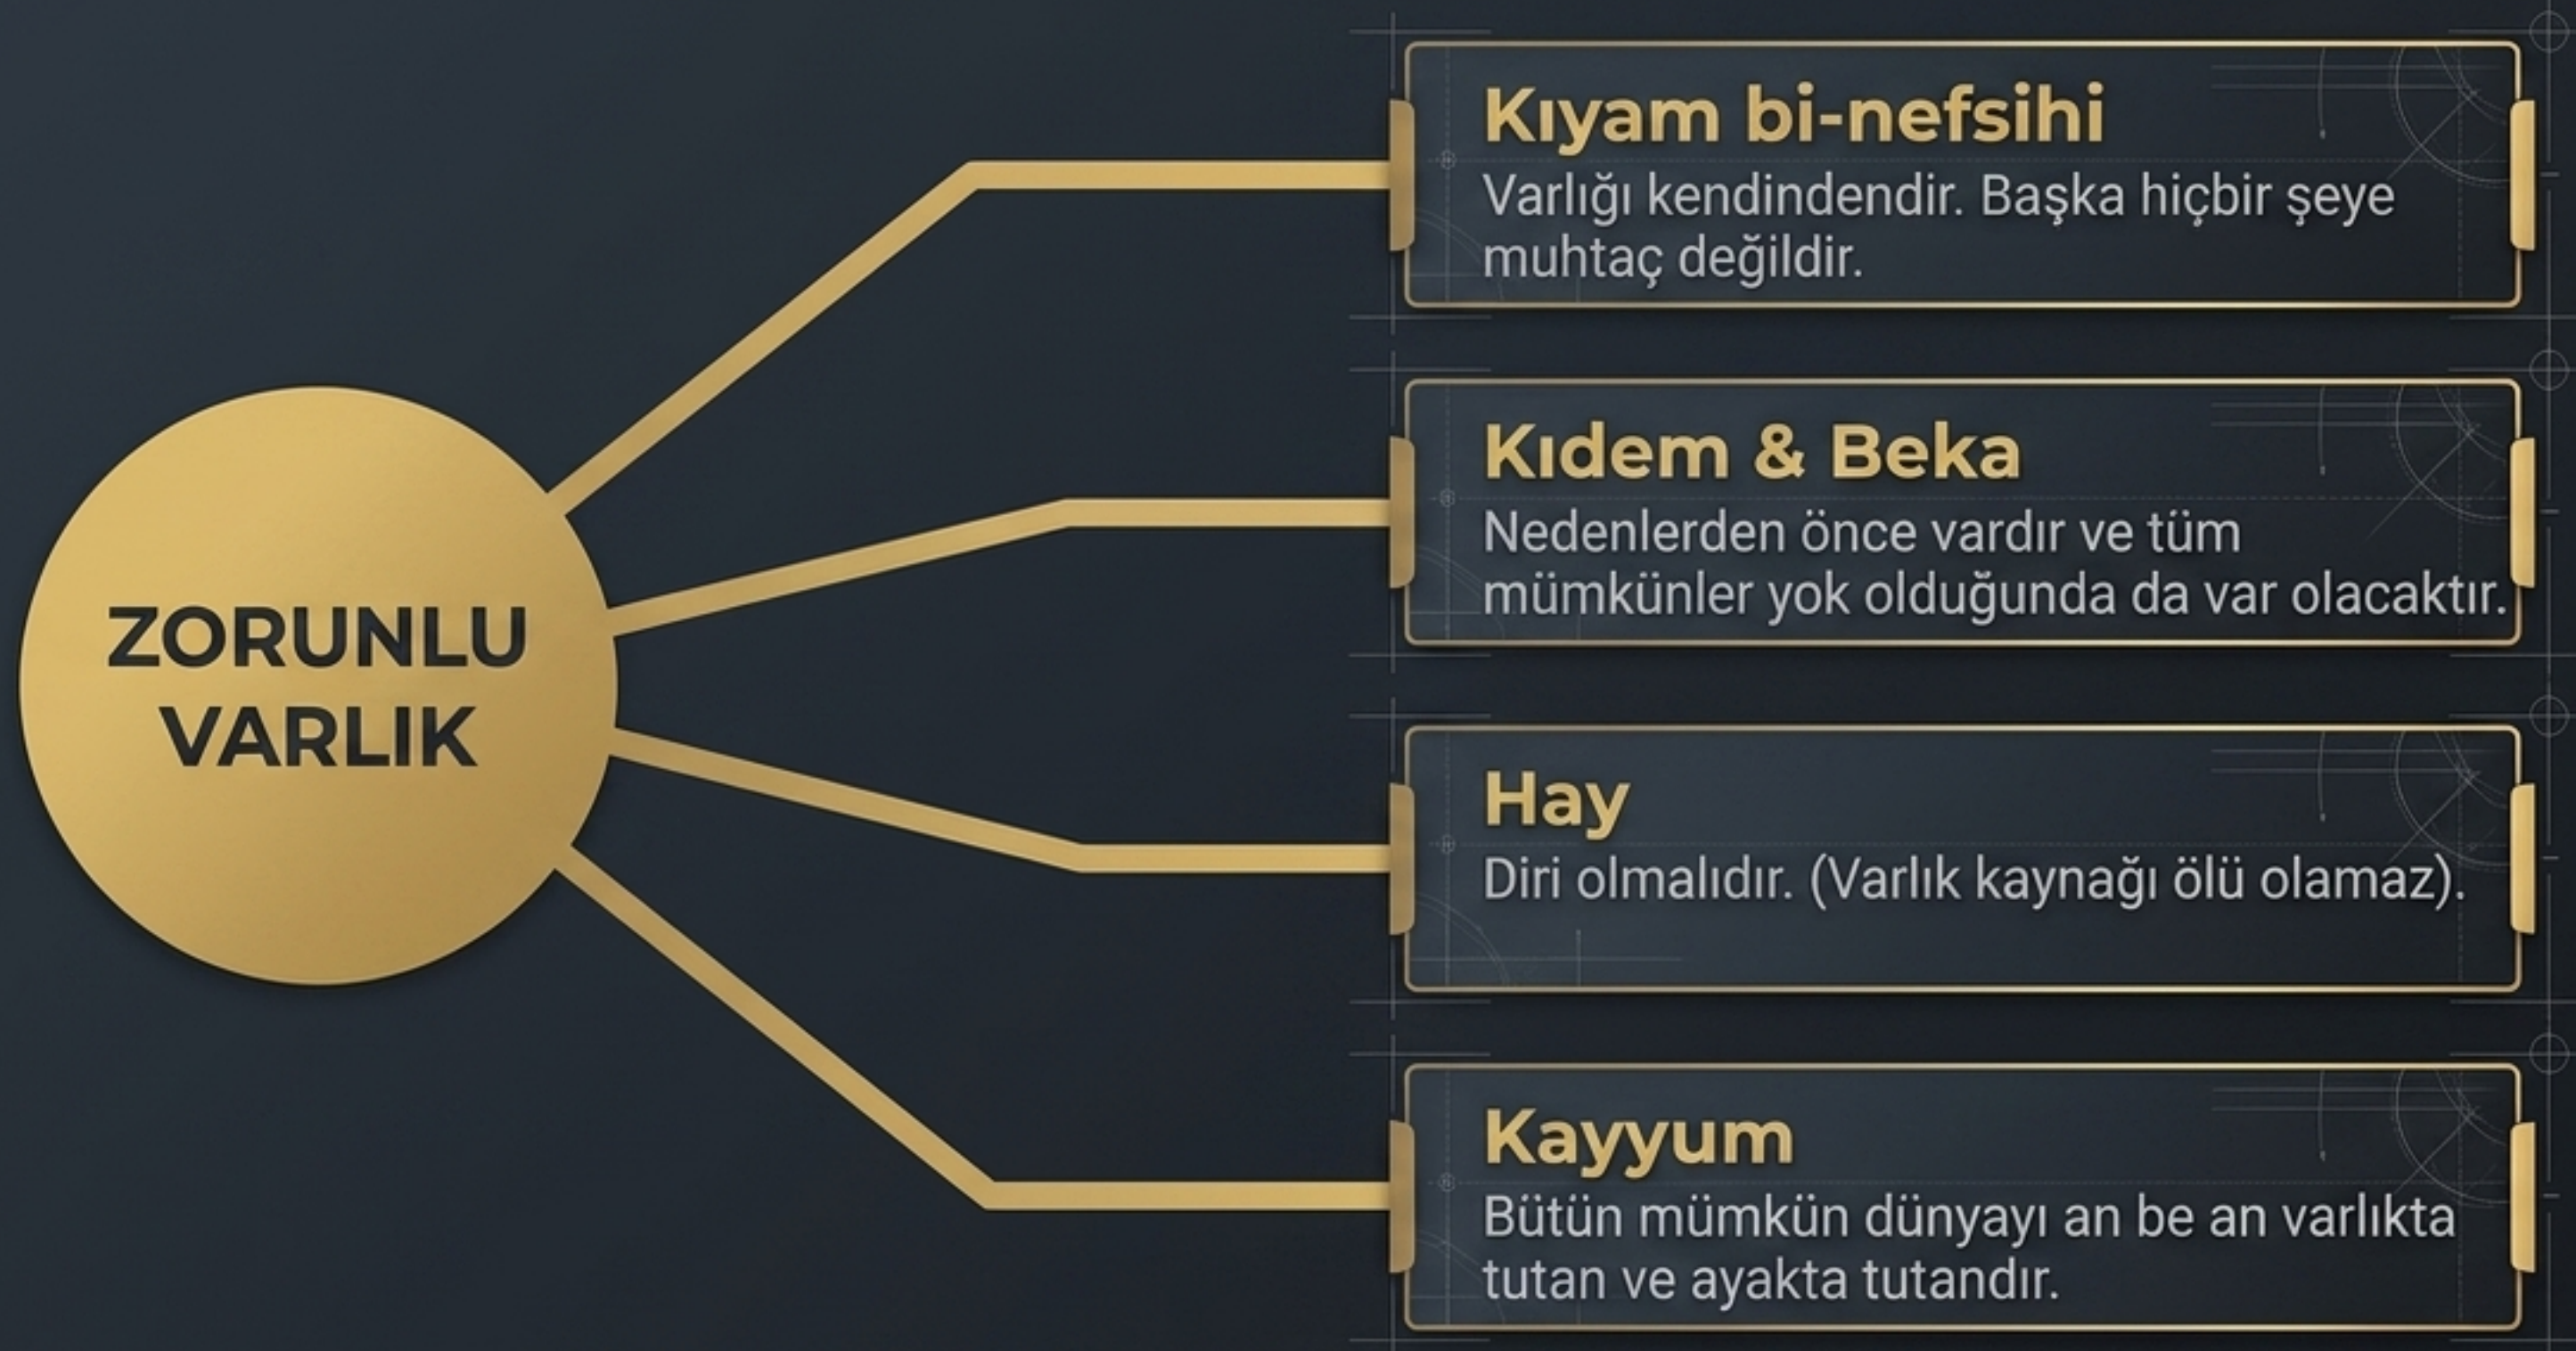 ZORUNLU
VARLIK
Kıyam bi-nefsihi
Varlığı kendindendir. Başka hiçbir şeye
muhtaç değildir.
Kıdem & Beka
Nedenlerden önce vardır ve tüm
mümkünler yok olduğunda da var olacaktır.
Hay
Diri olmalıdır. (Varlık kaynağı ölü olamaz).
Kayyum
Bütün mümkün dünyayı an be an varlıkta
tutan ve ayakta tutandır.